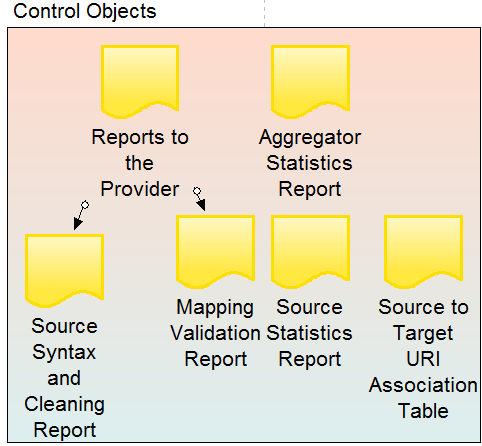 Control Objects
Reports to
the
Provider
Aggregator
Statistics
Report
Source
Syntax
and
Cleaning
Report
Mapping
Validation
Report
Source
Statistics
Report
Source to
Target
URI
Association
Table